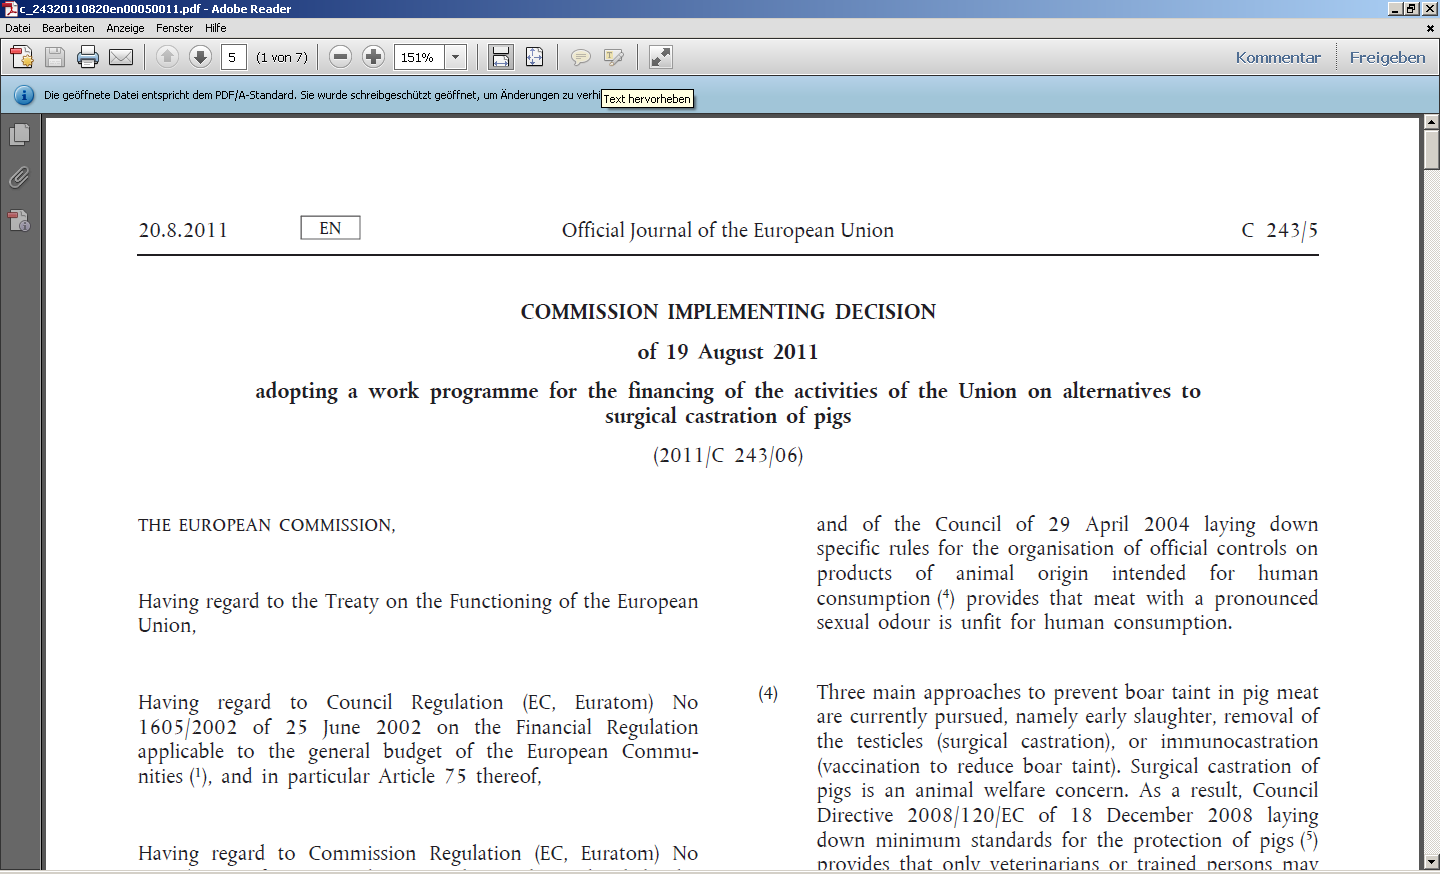 c_24320110820en00050011.pdf - Adobe Reader
Datei Bearbeiten Anzeige Fenster Hilfe
5 (1 von 7) 151% Kommentar Freigeben
Die geöffnete Datei entspricht dem PDF/A-Standard. Sie wurde schreibgeschützt geöffnet, um Änderungen zu verhi
Text hervorheben
20.8.2011 EN Official Journal of the European Union C 243/5
COMMISSION IMPLEMENTING DECISION
of 19 August 2011
adopting a work programme for the financing of the activities of the Union on alternatives to
surgical castration of pigs
(2011/C 243/06)
THE EUROPEAN COMMISSION,
Having regard to the Treaty on the Functioning of the European
Union,
Having regard to Council Regulation (EC, Euratom) No
1605/2002 of 25 June 2002 on the Financial Regulation
applicable to the general budget of the European Commu-
nities (¹), and in particular Article 75 thereof,
Having regard to Commission Regulation (EC, Euratom) No
and of the Council of 29 April 2004 laying down
specific rules for the organisation of official controls on
products of animal origin intended for human
consumption (⁴) provides that meat with a pronounced
sexual odour is unfit for human consumption.
(4) Three main approaches to prevent boar taint in pig meat
are currently pursued, namely early slaughter, removal of
the testicles (surgical castration), or immunocastration
(vaccination to reduce boar taint). Surgical castration of
pigs is an animal welfare concern. As a result, Council
Directive 2008/120/EC of 18 December 2008 laying
down minimum standards for the protection of pigs (⁵)
provides that only veterinarians or trained persons may